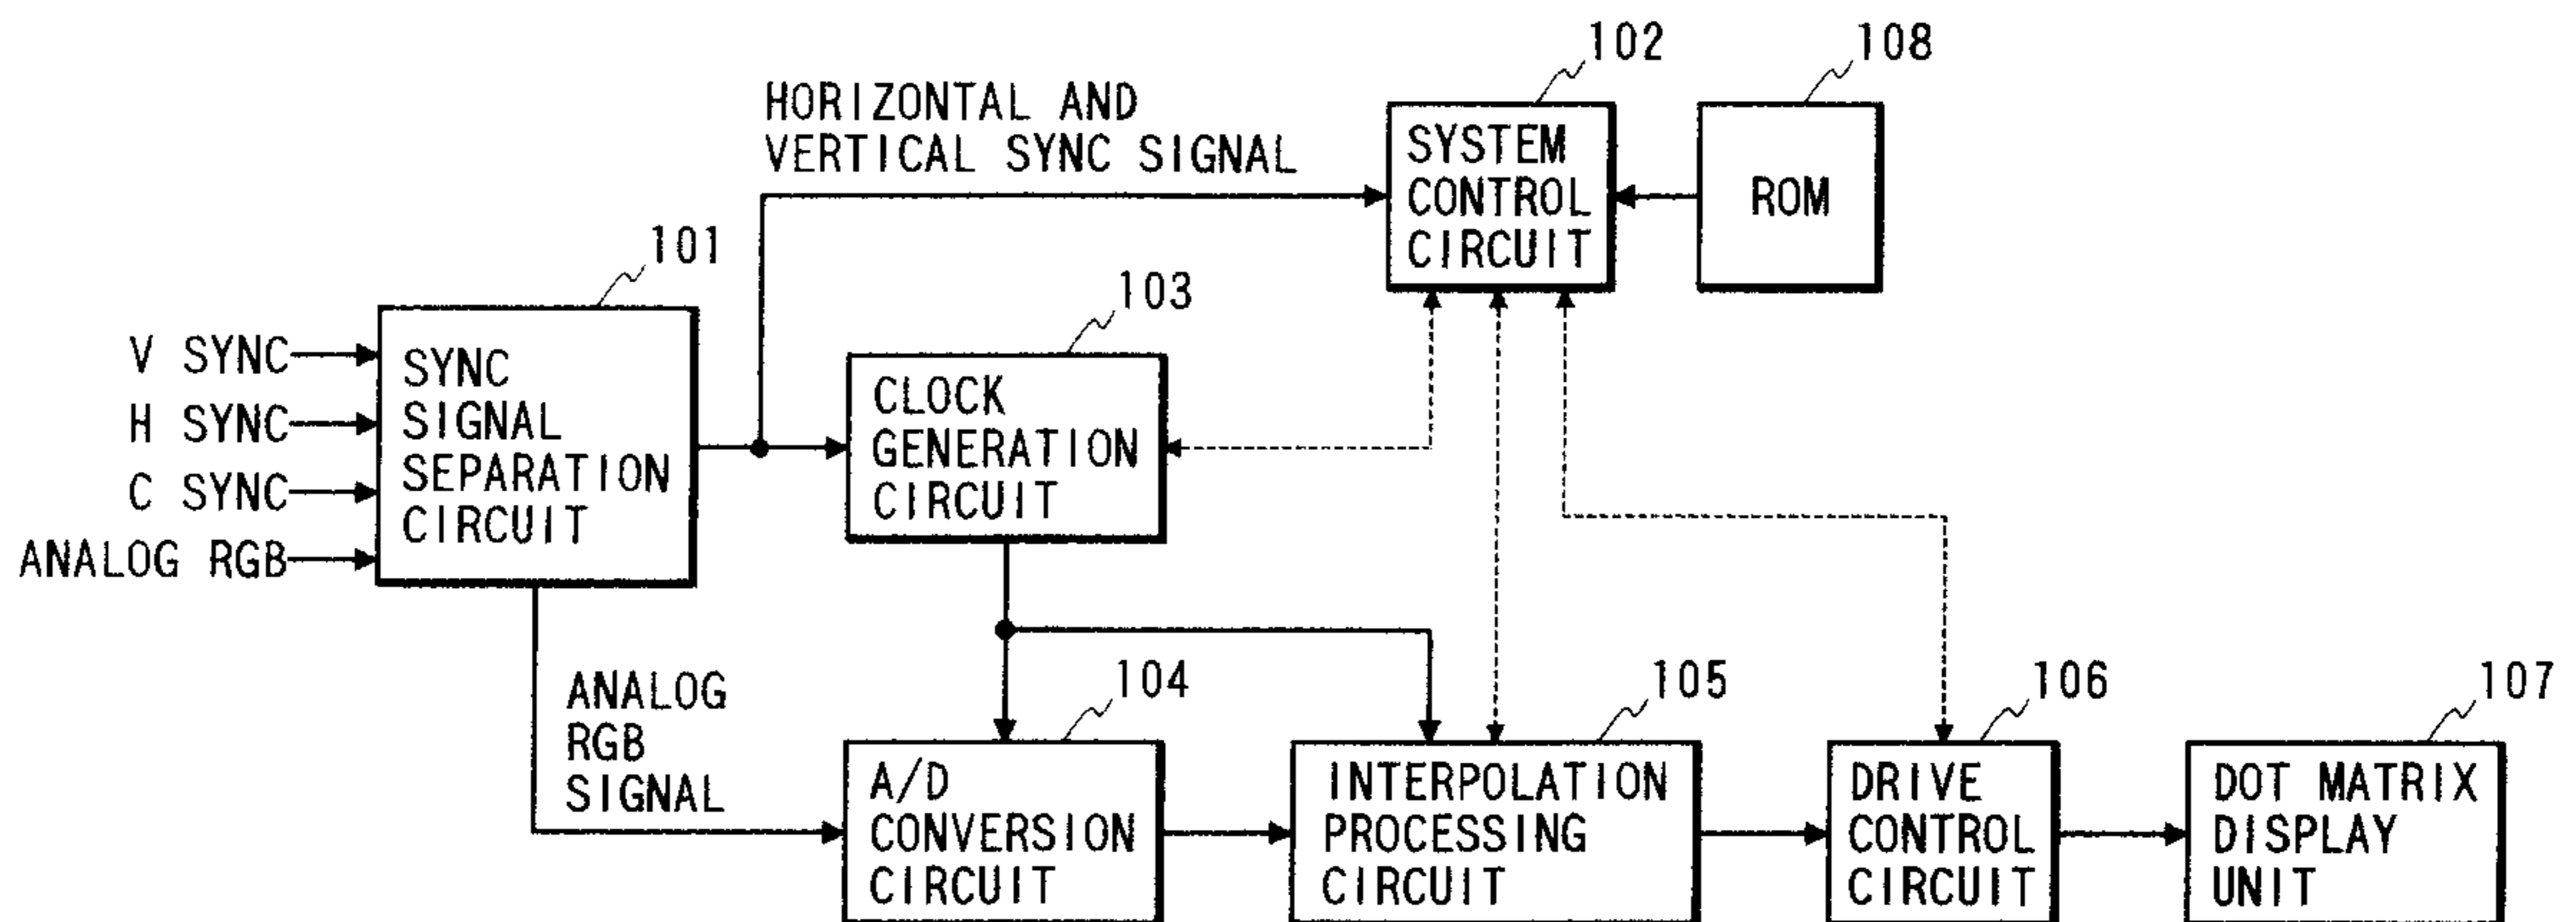 102
108
HORIZONTAL AND
VERTICAL SYNC SIGNAL
SYSTEM
CONTROL
CIRCUIT
ROM
101
103
V SYNC
H SYNC
C SYNC
ANALOG RGB
SYNC
SIGNAL
SEPARATION
CIRCUIT
CLOCK
GENERATION
CIRCUIT
ANALOG
RGB
SIGNAL
104
105
106
107
A/D
CONVERSION
CIRCUIT
INTERPOLATION
PROCESSING
CIRCUIT
DRIVE
CONTROL
CIRCUIT
DOT MATRIX
DISPLAY
UNIT